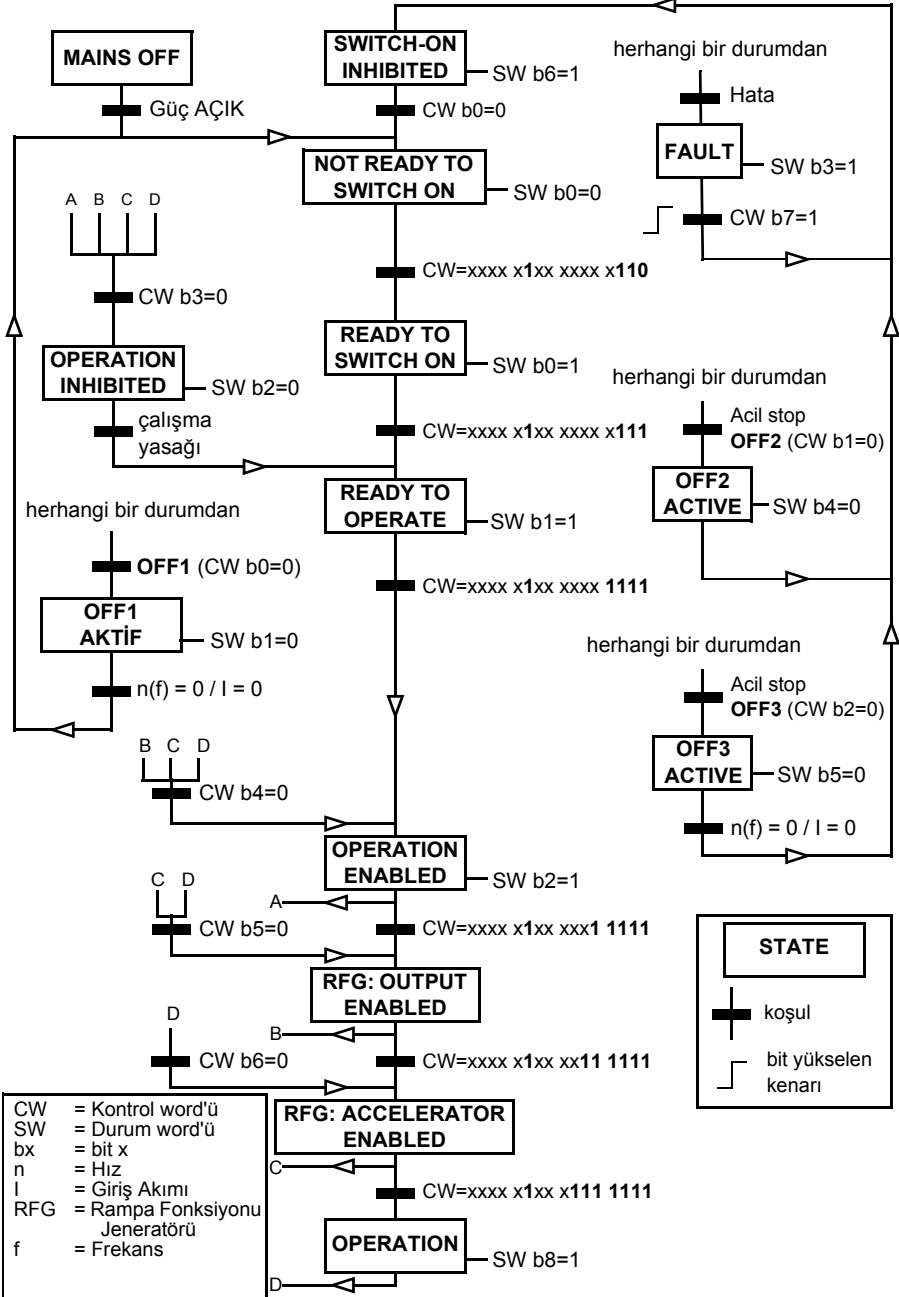 MAINS OFF
Güç AÇIK
SWITCH-ON
INHIBITED
SW b6=1
CW b0=0
NOT READY TO
SWITCH ON
SW b0=0
CW=xxxx x1xx xxxx x110
READY TO
SWITCH ON
SW b0=1
CW=xxxx x1xx xxxx x111
READY TO
OPERATE
SW b1=1
CW=xxxx x1xx xxxx 1111
A B C D
CW b3=0
OPERATION
INHIBITED
SW b2=0
çalışma
yasağı
herhangi bir durumdan
OFF1 (CW b0=0)
OFF1
AKTİF
SW b1=0
n(f) = 0 / I = 0
B C D
CW b4=0
OPERATION
ENABLED
SW b2=1
A
C D
CW b5=0
CW=xxxx x1xx xxx1 1111
RFG: OUTPUT
ENABLED
B
D
CW b6=0
CW=xxxx x1xx xx11 1111
RFG: ACCELERATOR
ENABLED
C
CW=xxxx x1xx x111 1111
OPERATION
SW b8=1
D
herhangi bir durumdan
Hata
FAULT
SW b3=1
CW b7=1
herhangi bir durumdan
Acil stop
OFF2 (CW b1=0)
OFF2
ACTIVE
SW b4=0
herhangi bir durumdan
Acil stop
OFF3 (CW b2=0)
OFF3
ACTIVE
SW b5=0
n(f) = 0 / I = 0
STATE
koşul
bit yükselen
kenarı
CW = Kontrol word'ü
SW = Durum word'ü
bx = bit x
n = Hız
I = Giriş Akımı
RFG = Rampa Fonksiyonu
Jeneratörü
f = Frekans